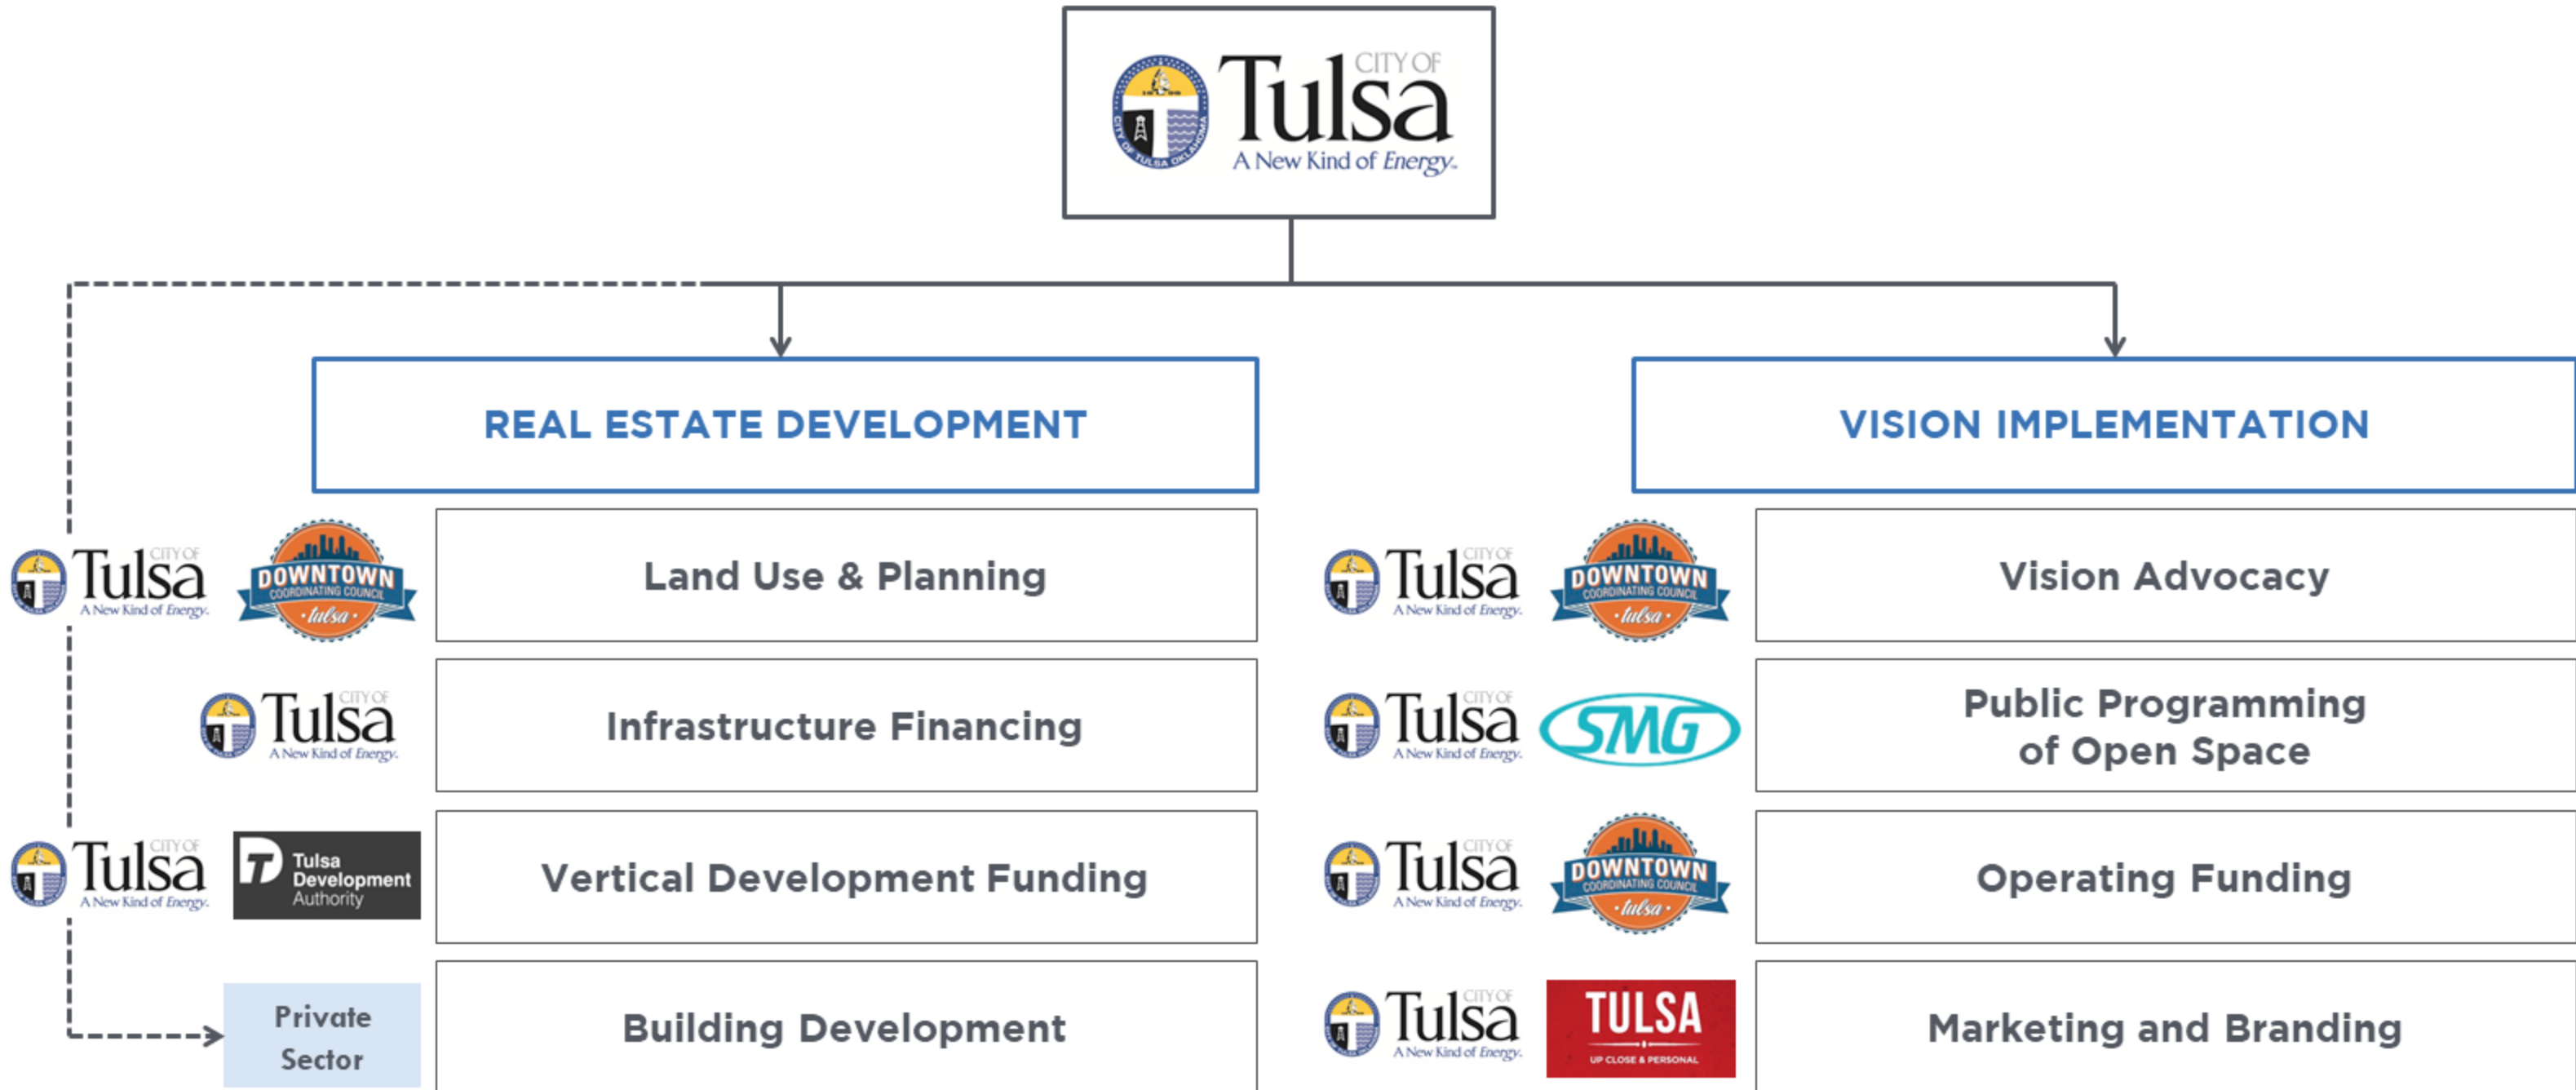 CITY OF
Tulsa
A New Kind of Energy.
CITY OF TULSA OKLAHOMA
REAL ESTATE DEVELOPMENT
VISION IMPLEMENTATION
CITY OF
Tulsa
A New Kind of Energy.
DOWNTOWN
COORDINATING COUNCIL
tulsa
Land Use & Planning
CITY OF
Tulsa
A New Kind of Energy.
DOWNTOWN
COORDINATING COUNCIL
tulsa
Vision Advocacy
CITY OF
Tulsa
A New Kind of Energy.
Infrastructure Financing
CITY OF
Tulsa
A New Kind of Energy.
SMG
Public Programming
of Open Space
CITY OF
Tulsa
A New Kind of Energy.
Tulsa
Development
Authority
Vertical Development Funding
CITY OF
Tulsa
A New Kind of Energy.
DOWNTOWN
COORDINATING COUNCIL
tulsa
Operating Funding
Private
Sector
Building Development
CITY OF
Tulsa
A New Kind of Energy.
TULSA
UP CLOSE & PERSONAL
Marketing and Branding